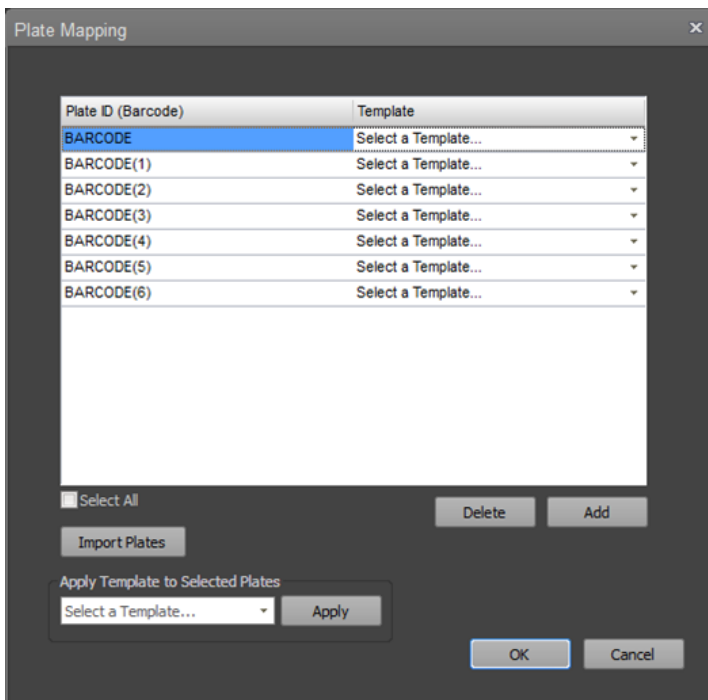 Plate Mapping
Plate ID (Barcode) Template
BARCODE Select a Template...
BARCODE(1) Select a Template...
BARCODE(2) Select a Template...
BARCODE(3) Select a Template...
BARCODE(4) Select a Template...
BARCODE(5) Select a Template...
BARCODE(6) Select a Template...
Select All
Delete Add
Import Plates
Apply Template to Selected Plates
Select a Template... Apply
OK Cancel